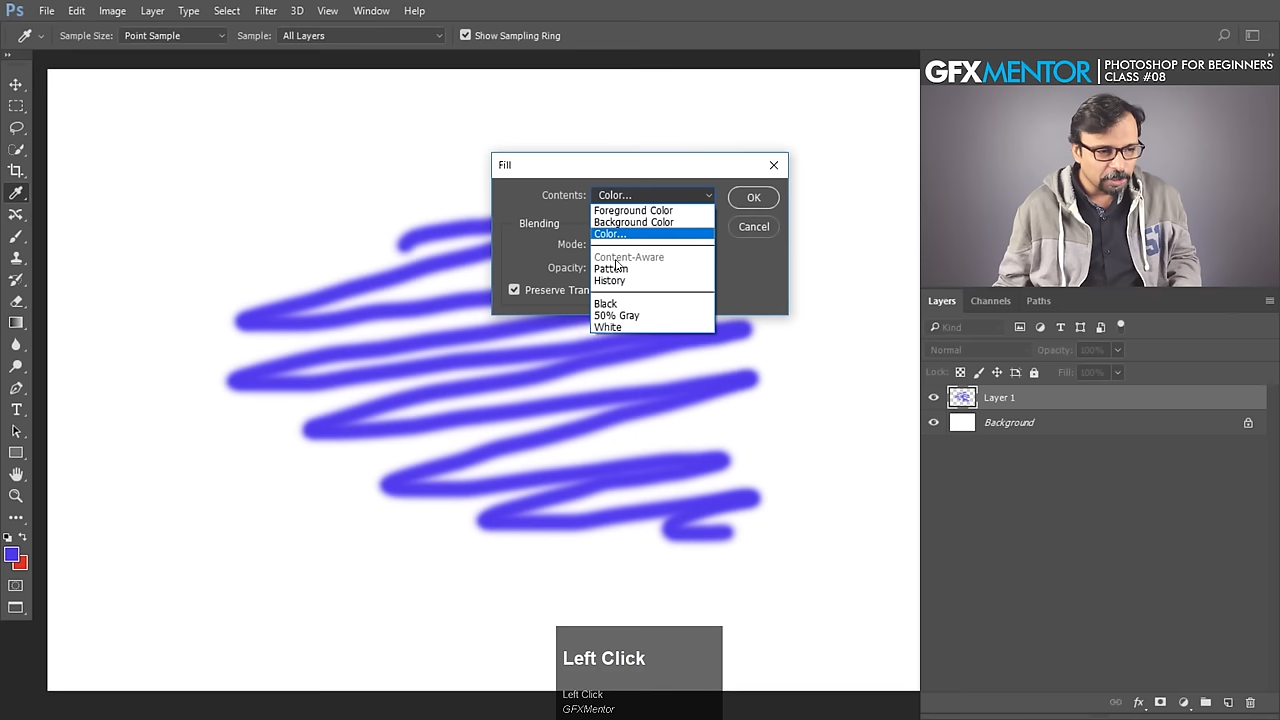 Ps File Edit Image Layer Type Select Filter 3D View Window Help
Sample Size: Point Sample Sample: All Layers Show Sampling Ring
GFXMENTOR PHOTOSHOP FOR BEGINNERS
CLASS #08
Fill
Contents: Color... OK
Foreground Color
Background Color
Color...
Content-Aware
Pattern
History
Black
50% Gray
White
Blending
Cancel
Mode:
Opacity:
Preserve Tran
Layers Channels Paths
Kind
Normal Opacity: 100%
Lock: Fill: 100%
Layer 1
Background
Left Click
Left Click
GFXMentor